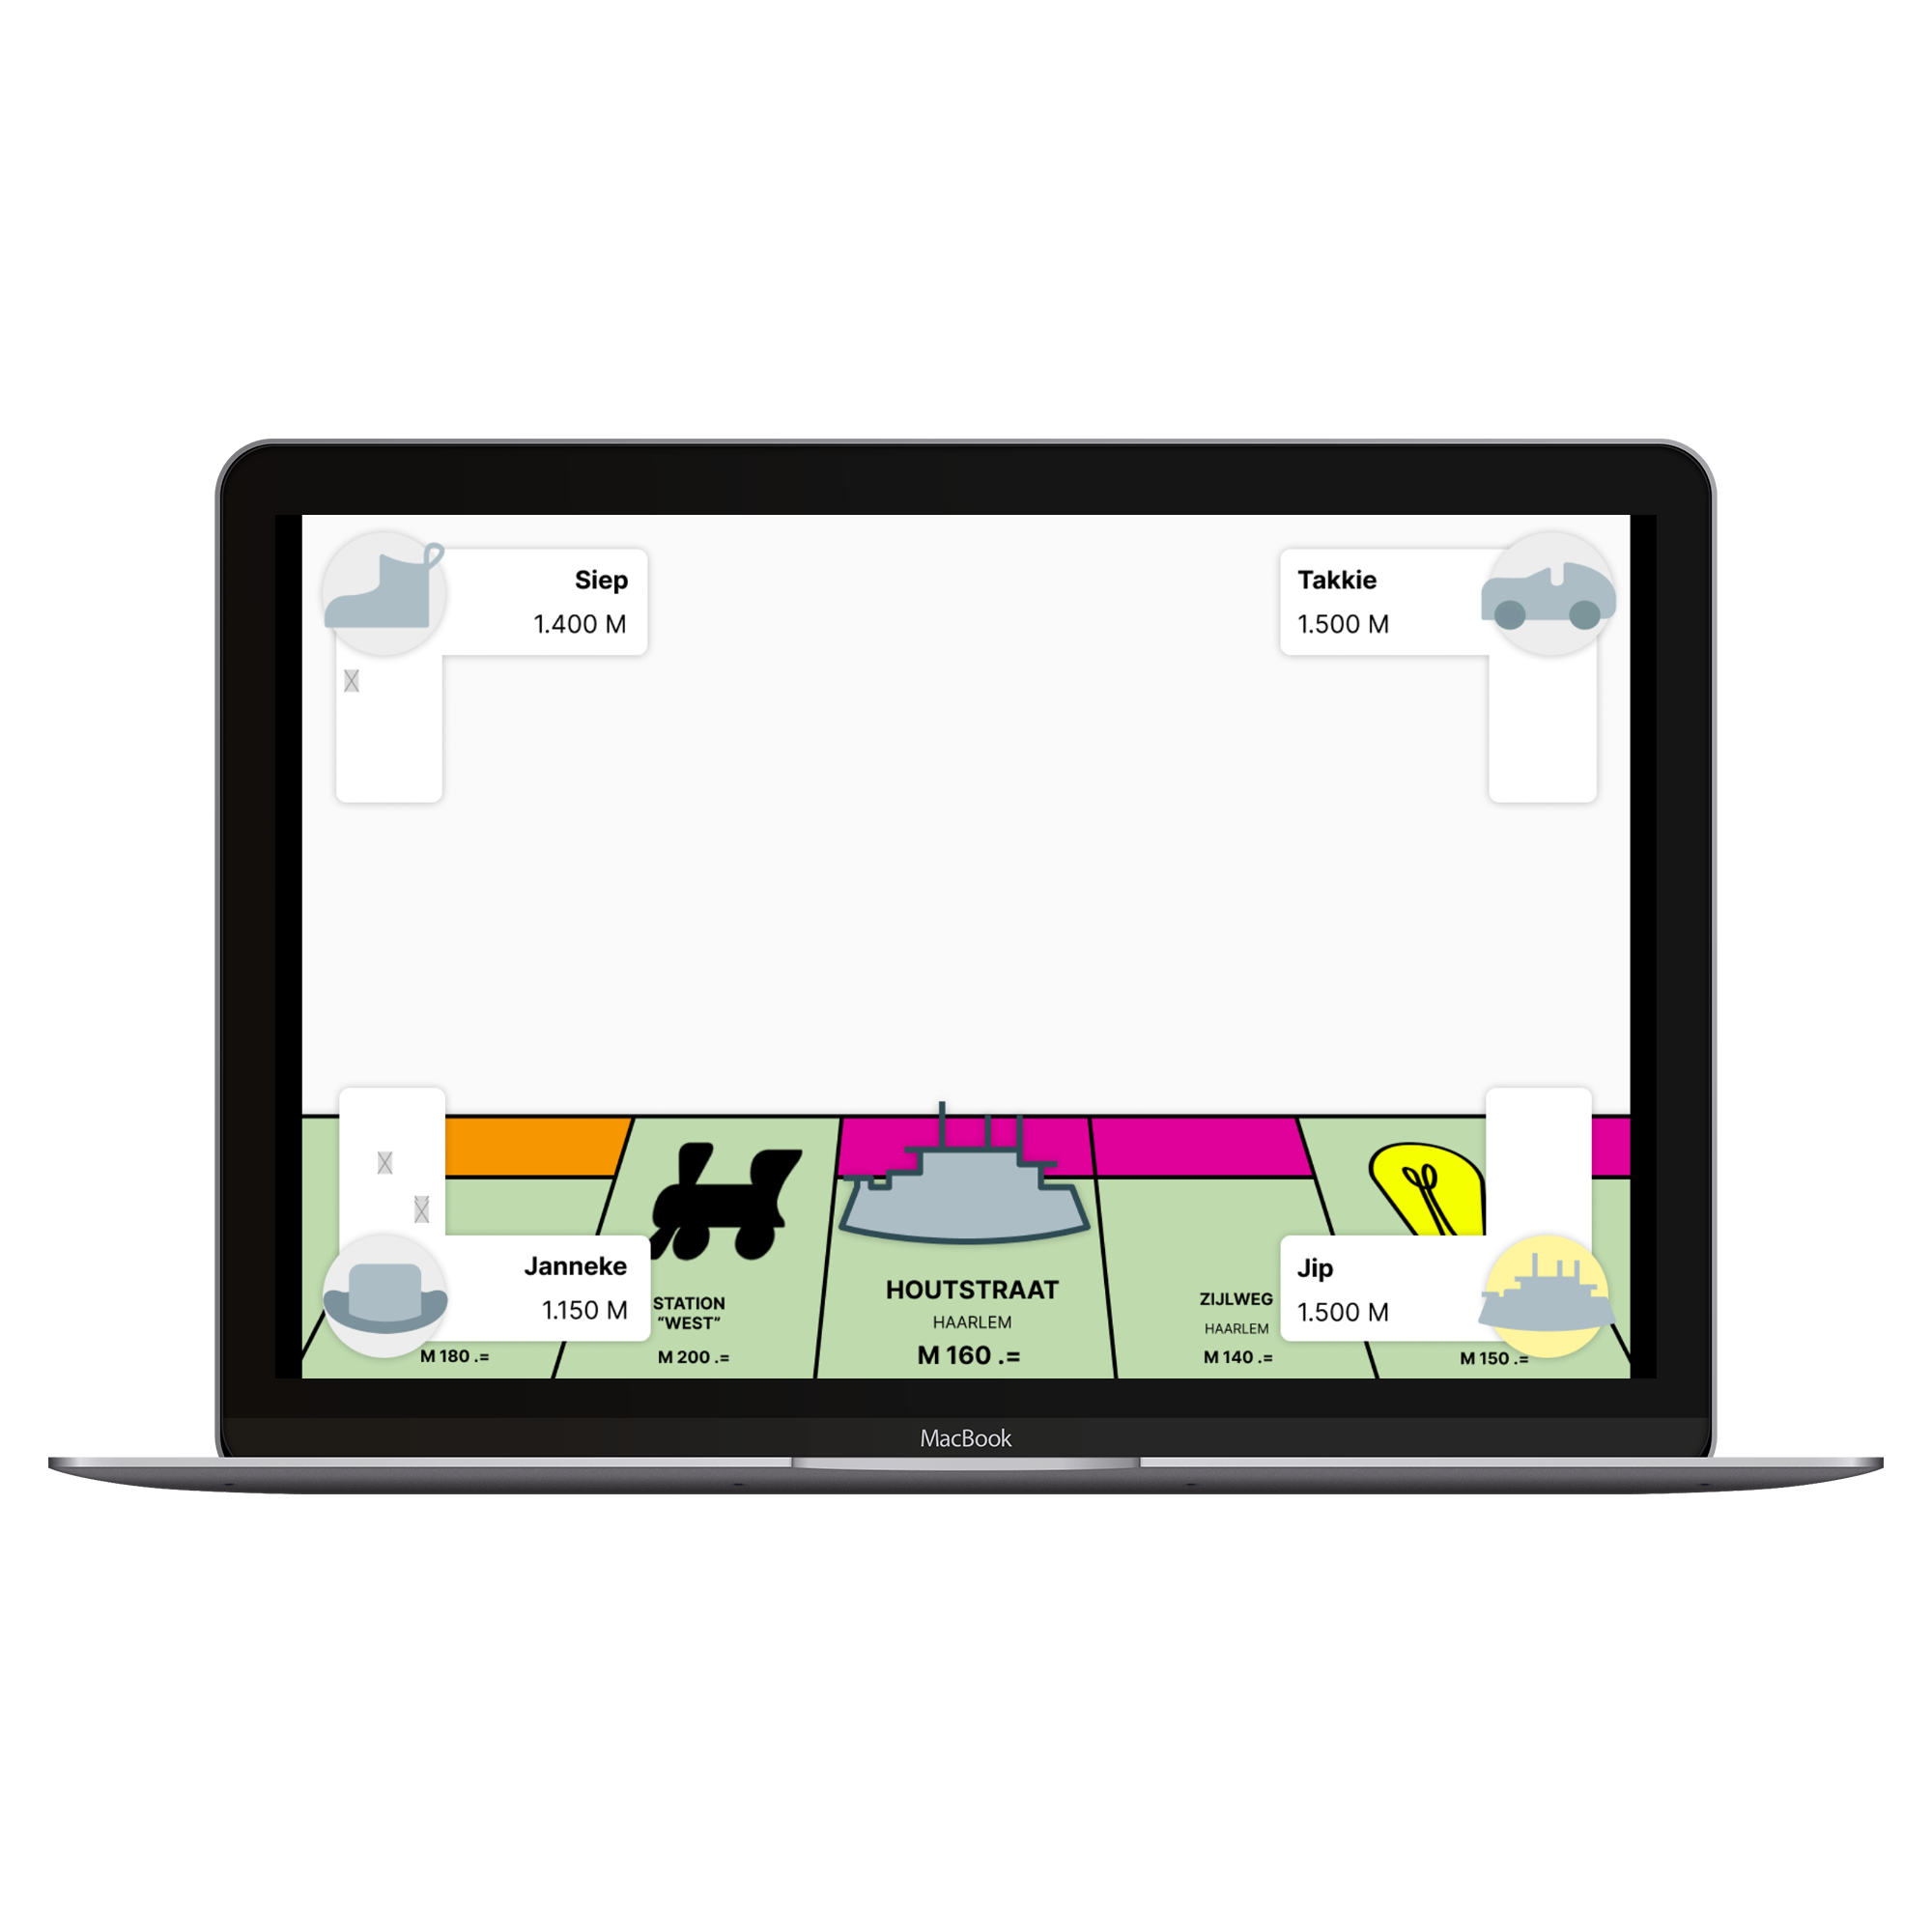 Siep
1.400 M
Takkie
1.500 M
Janneke
1.150 M
Jip
1.500 M
M 180 .=
STATION
“WEST”
M 200 .=
HOUTSTRAAT
HAARLEM
M 160 .=
ZIJLWEG
HAARLEM
M 140 .=
M 150 .=
MacBook